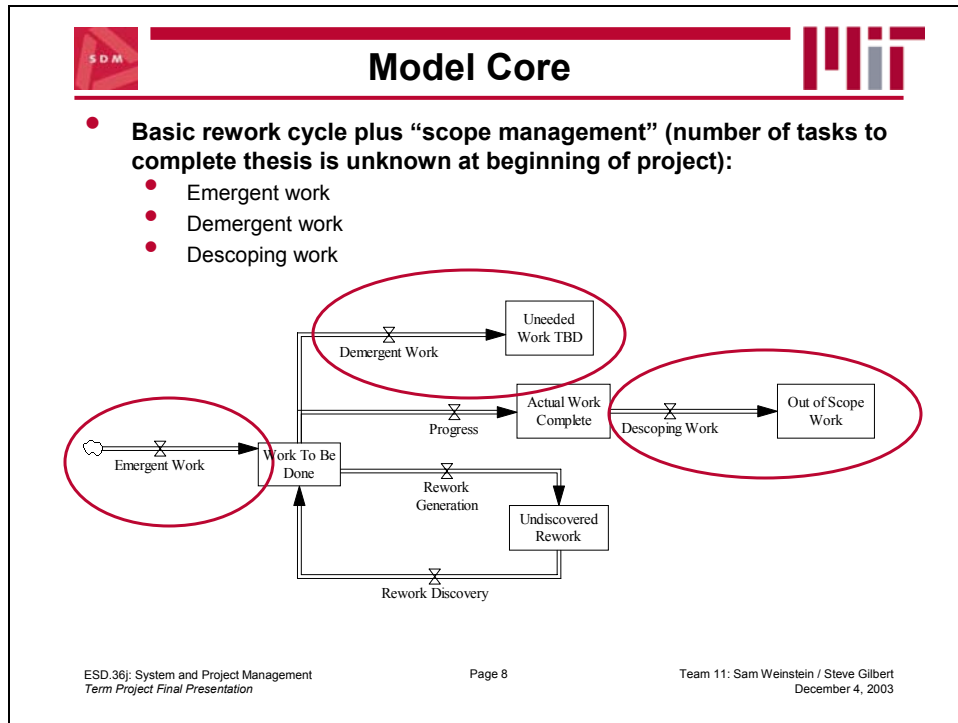 SDM
Model Core
MIT
• Basic rework cycle plus “scope management” (number of tasks to
complete thesis is unknown at beginning of project):
• Emergent work
• Demergent work
• Descoping work
Uneeded
Work TBD
Demergent Work
Actual Work
Complete
Out of Scope
Work
Progress
Descoping Work
Emergent Work
Work To Be
Done
Rework
Generation
Undiscovered
Rework
Rework Discovery
ESD.36j: System and Project Management
Term Project Final Presentation
Page 8
Team 11: Sam Weinstein / Steve Gilbert
December 4, 2003